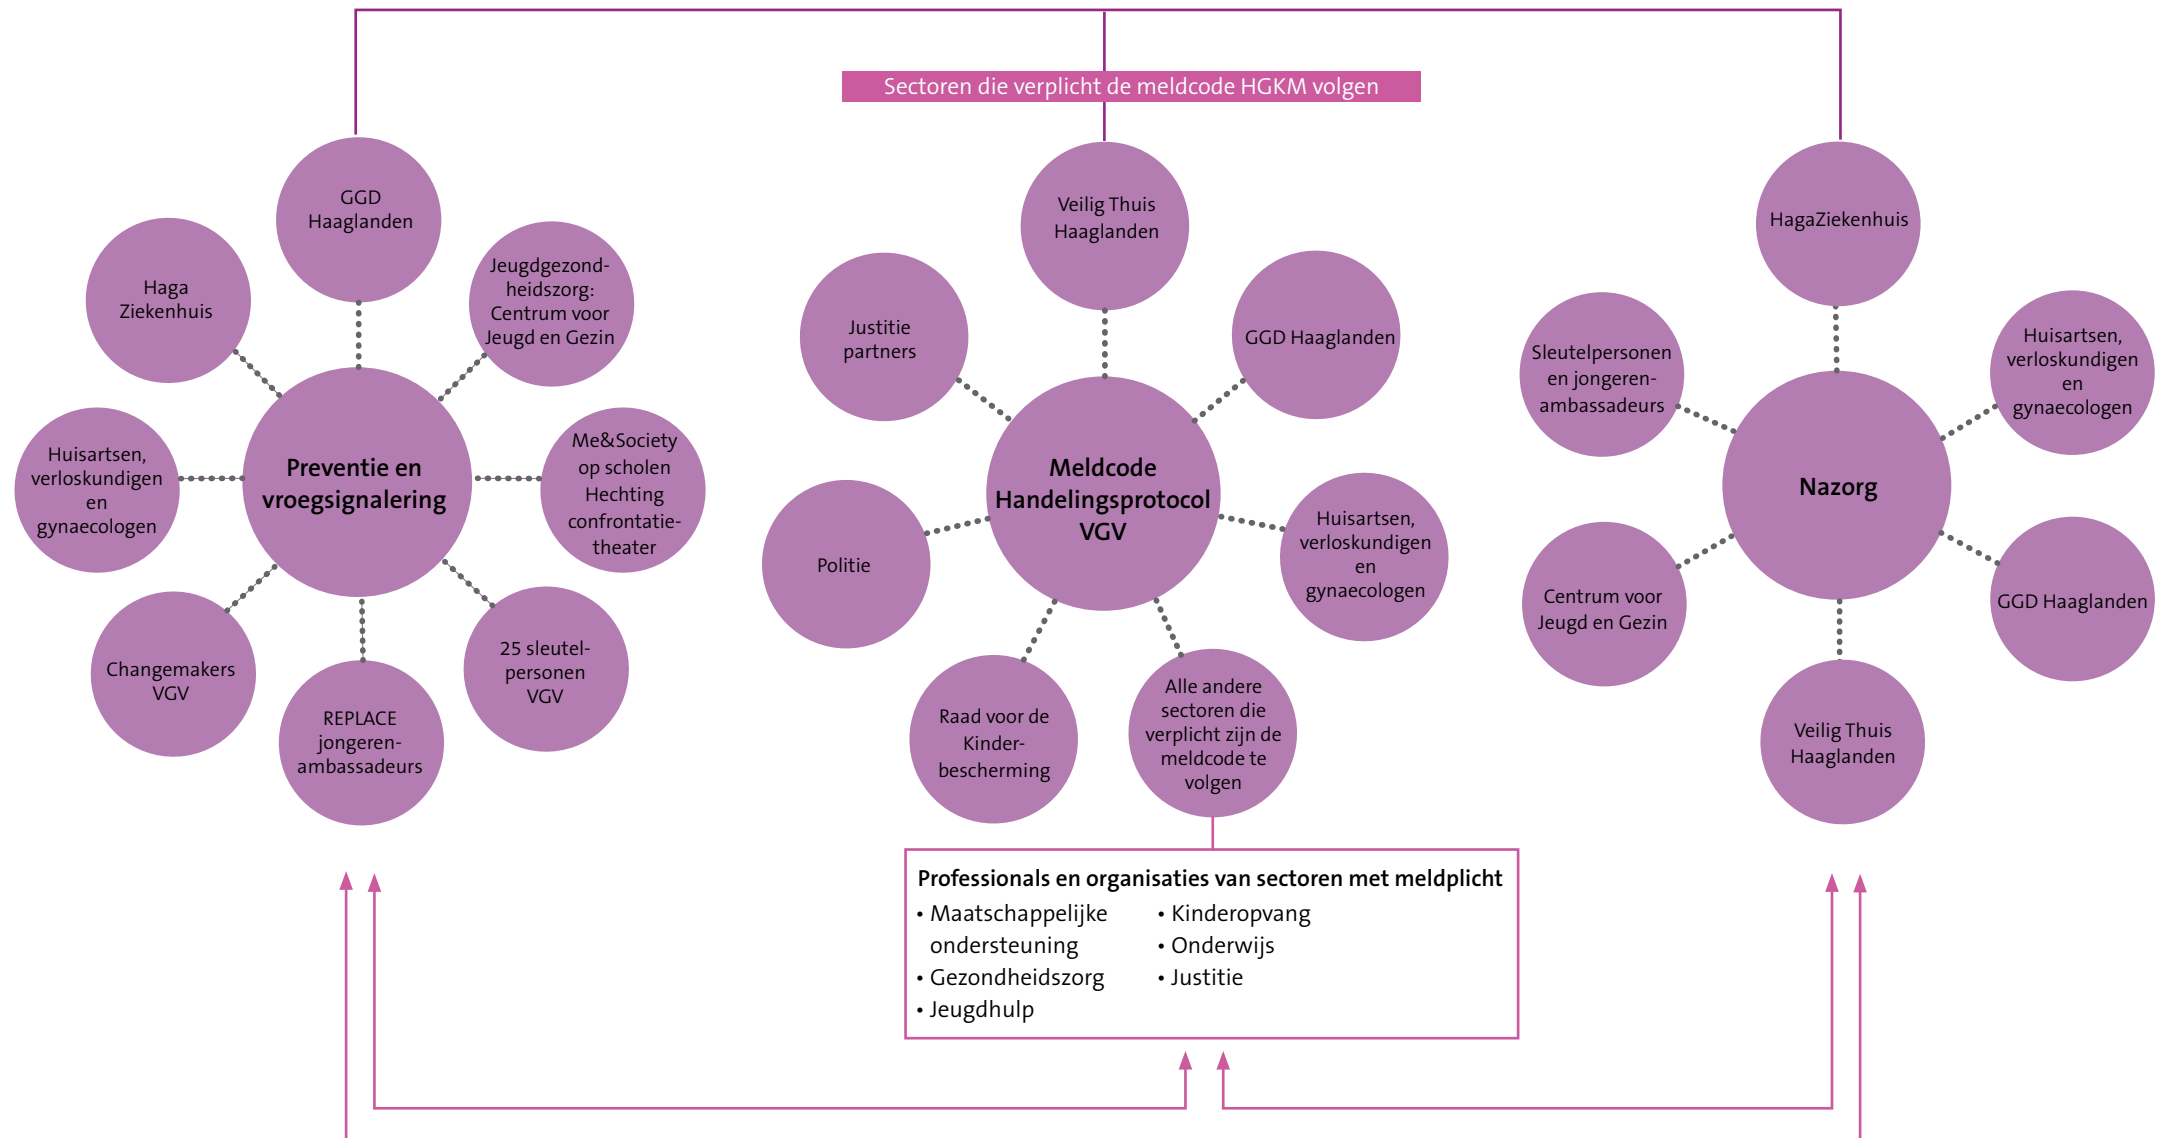 Sectoren die verplicht de meldcode HGKM volgen
GGD
Haaglanden
Jeugdgezond-
heidszorg:
Centrum voor
Jeugd en Gezin
Me&Society
op scholen
Hechting
confrontatie-
theater
25 sleutel-
personen
VGV
REPLACE
jongeren-
ambassadeurs
Changemakers
VGV
Huisartsen,
verloskundigen
en
gynaecologen
Haga
Ziekenhuis
Preventie en
vroegsignalering
Veilig Thuis
Haaglanden
GGD Haaglanden
Huisartsen,
verloskundigen
en
gynaecologen
Alle andere
sectoren die
verplicht zijn de
meldcode te
volgen
Raad voor de
Kinder-
bescherming
Politie
Justitie
partners
Meldcode
Handelingsprotocol
VGV
HagaZiekenhuis
Huisartsen,
verloskundigen
en
gynaecologen
GGD Haaglanden
Veilig Thuis
Haaglanden
Centrum voor
Jeugd en Gezin
Sleutelpersonen
en jongeren-
ambassadeurs
Nazorg
Professionals en organisaties van sectoren met meldplicht
• Maatschappelijke
ondersteuning
• Gezondheidszorg
• Jeugdhulp
• Kinderopvang
• Onderwijs
• Justitie